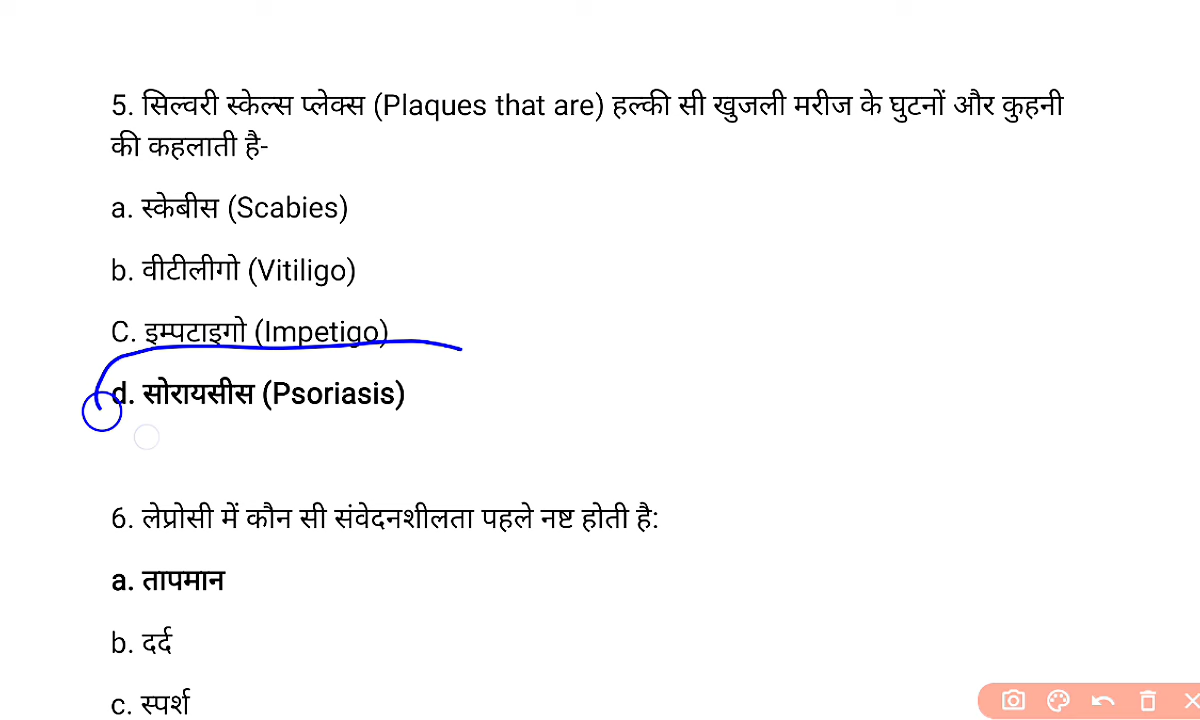 5. सिल्वरी स्केल्स प्लेक्स (Plaques that are) हल्की सी खुजली मरीज के घुटनों और कुहनी
की कहलाती है-
a. स्केबीस (Scabies)
b. वीटीलीगो (Vitiligo)
C. इम्पटाइगो (Impetigo)
d. सोरायसीस (Psoriasis)
6. लेप्रोसी में कौन सी संवेदनशीलता पहले नष्ट होती है:
a. तापमान
b. दर्द
c. स्पर्श